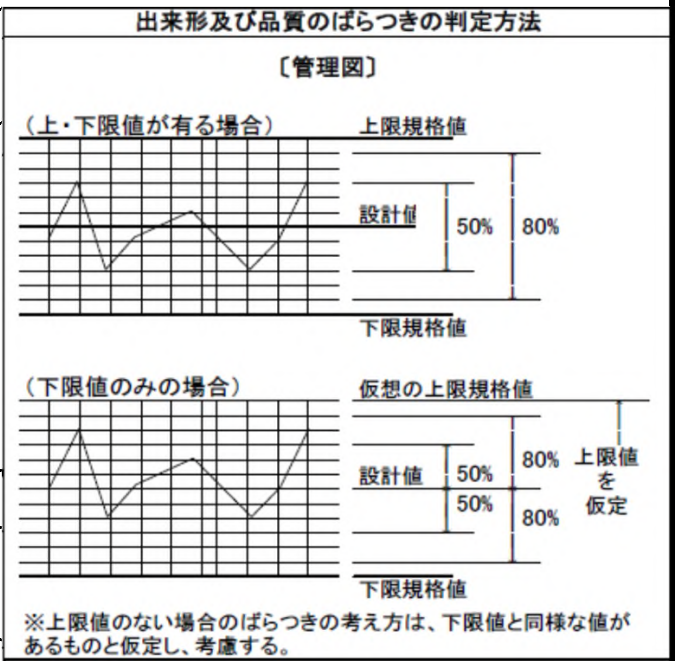 出来形及び品質のばらつきの判定方法
〔管理図〕
（上・下限値が有る場合）
上限規格値
設計値
50%
80%
下限規格値
（下限値のみの場合）
仮想の上限規格値
80%
50%
設計値
50%
80%
上限値
を
仮定
下限規格値
※上限値のない場合のばらつきの考え方は、下限値と同様な値が
あるものと仮定し、考慮する。